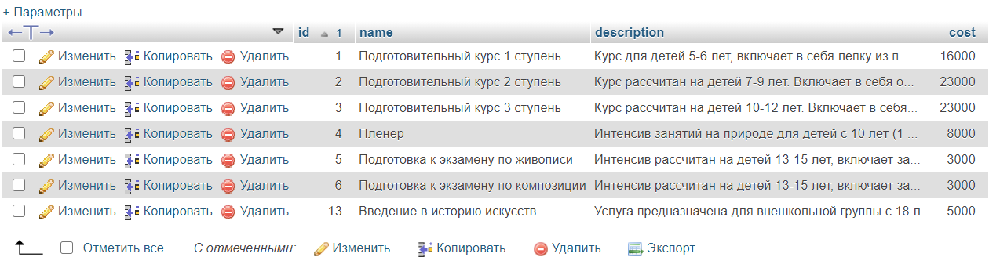 + Параметры
id 1 name description cost
Изменить Копировать Удалить 1 Подготовительный курс 1 ступень Курс для детей 5-6 лет, включает в себя лепку из п... 16000
Изменить Копировать Удалить 2 Подготовительный курс 2 ступень Курс рассчитан на детей 7-9 лет. Включает в себя о... 23000
Изменить Копировать Удалить 3 Подготовительный курс 3 ступень Курс рассчитан на детей 10-12 лет. Включает в себя... 23000
Изменить Копировать Удалить 4 Пленер Интенсив занятий на природе для детей с 10 лет (1 ... 8000
Изменить Копировать Удалить 5 Подготовка к экзамену по живописи Интенсив рассчитан на детей 13-15 лет, включает за... 3000
Изменить Копировать Удалить 6 Подготовка к экзамену по композиции Интенсив рассчитан на детей 13-15 лет, включает за... 3000
Изменить Копировать Удалить 13 Введение в историю искусств Услуга предназначена для внешкольной группы с 18 л... 5000
Отметить все С отмеченными: Изменить Копировать Удалить Экспорт